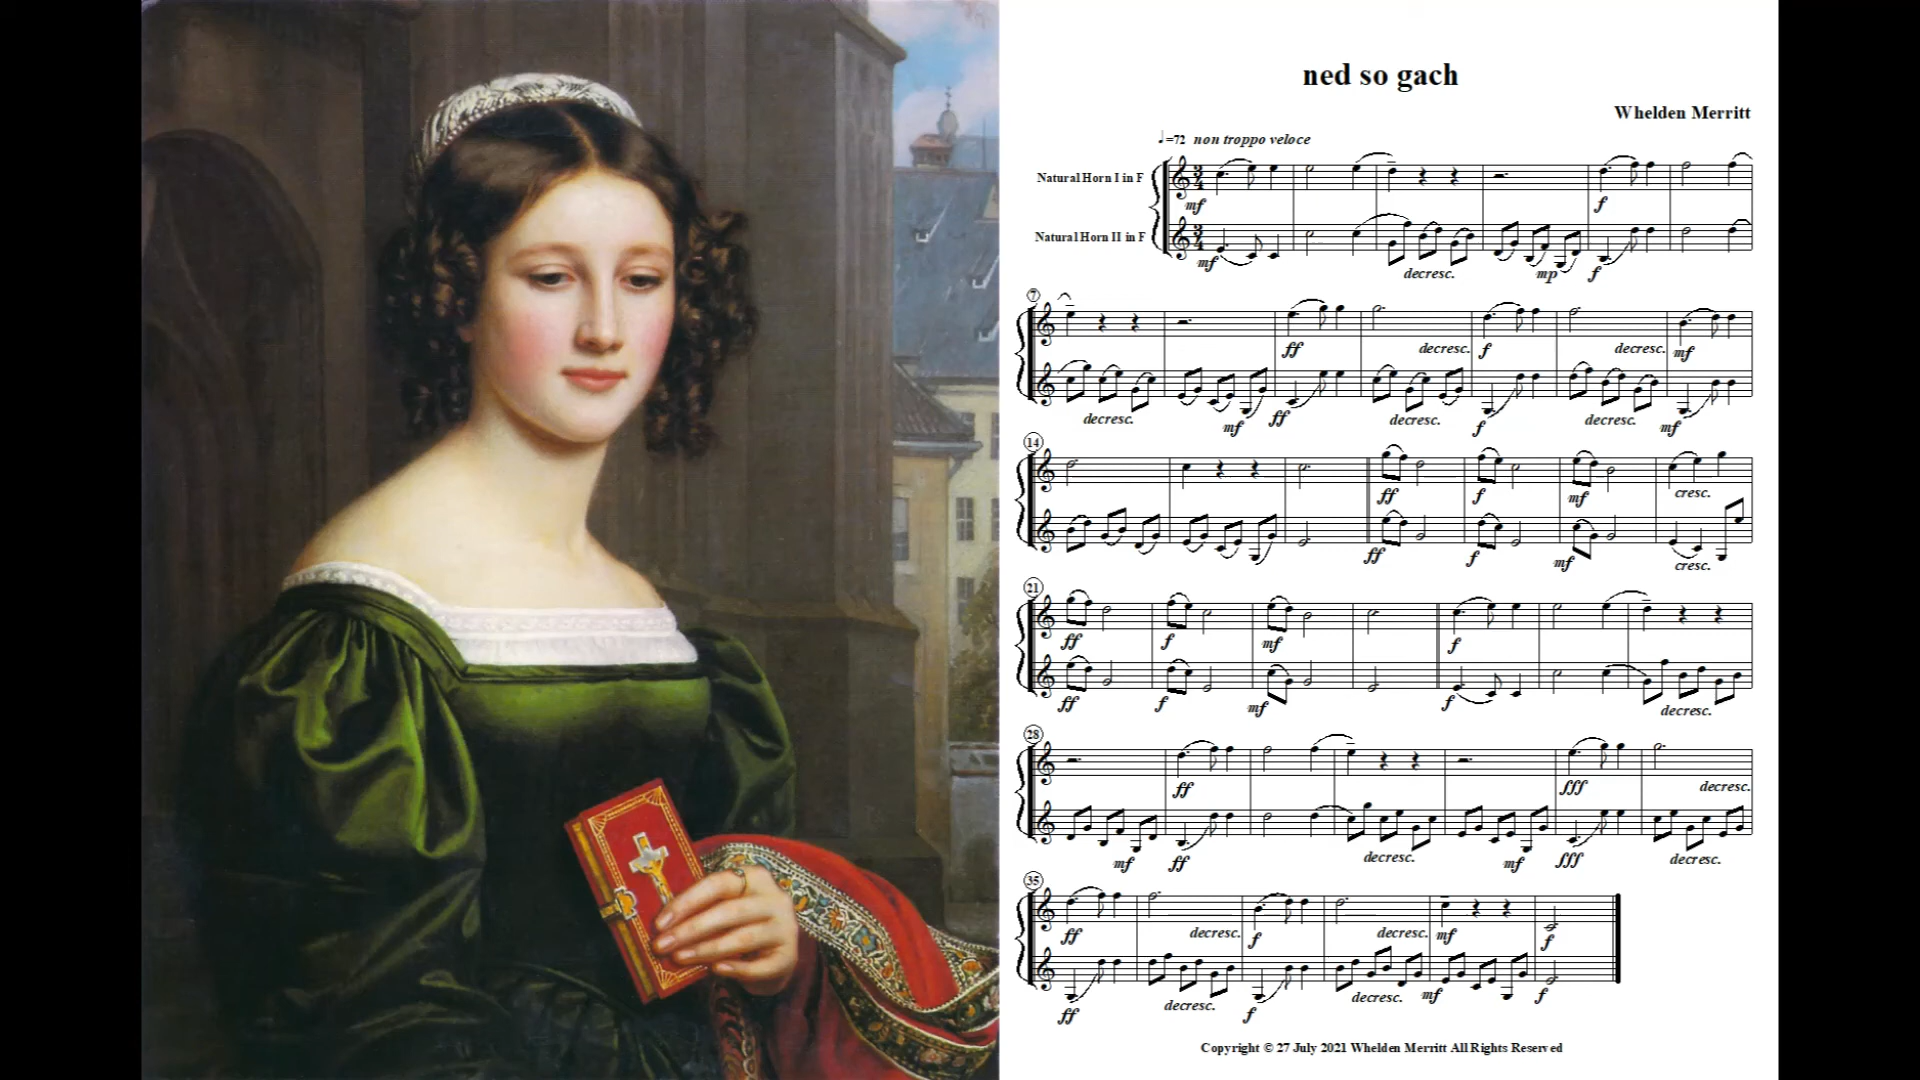 ned so gach
Whelden Merritt
♩=72 non troppo veloce
Natural Horn I in F
mf f
Natural Horn II in F
mf decresc. mp f
7
ff decresc. f decresc. mf
decresc. mf ff decresc. f decresc. mf
14
ff f mf cresc.
ff f mf cresc.
21
ff f mf f
ff f mf f decresc.
28
ff fff decresc.
mf ff decresc. mf fff decresc.
35
ff decresc. f decresc. mf f
ff decresc. f decresc. mf f
Copyright © 27 July 2021 Whelden Merritt All Rights Reserved